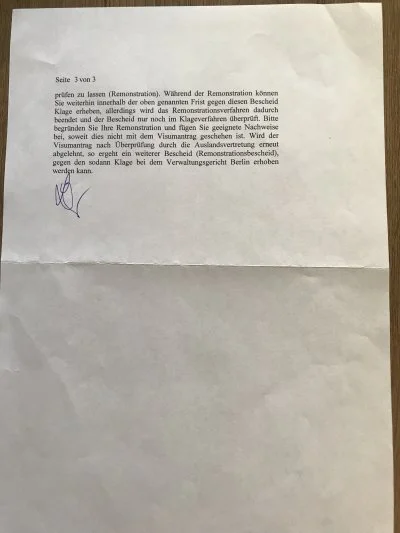 Seite 3 von 3
prüfen zu lassen (Remonstration). Während der Remonstration können
Sie weiterhin innerhalb der oben genannten Frist gegen diesen Bescheid
Klage erheben, allerdings wird das Remonstrationsverfahren dadurch
beendet und der Bescheid nur noch im Klageverfahren überprüft. Bitte
begründen Sie Ihre Remonstration und fügen Sie geeignete Nachweise
bei, soweit dies nicht mit dem Visumantrag geschehen ist. Wird der
Visumantrag nach Überprüfung durch die Auslandsvertretung erneut
abgelehnt, so ergeht ein weiterer Bescheid (Remonstrationsbescheid),
gegen den sodann Klage bei dem Verwaltungsgericht Berlin erhoben
werden kann.